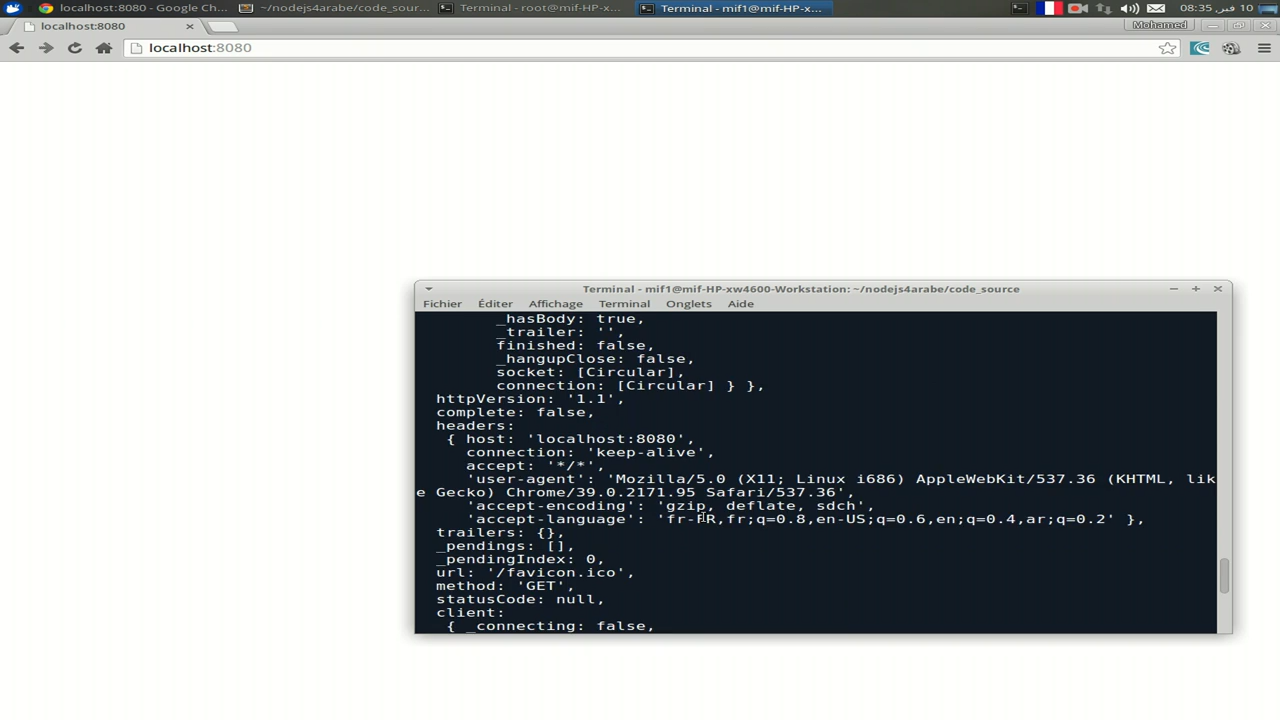 localhost:8080 - Google Ch...
~/nodejs4arabe/code_sour...
Terminal - root@mif-HP-x...
Terminal - mif1@mif-HP-x...
10 فبر, 08:35
localhost:8080
Mohamed
localhost:8080
Terminal - mif1@mif-HP-xw4600-Workstation: ~/nodejs4arabe/code_source
Fichier Éditer Affichage Terminal Onglets Aide
_hasBody: true,
_trailer: '',
finished: false,
_hangupClose: false,
socket: [Circular],
connection: [Circular] } },
httpVersion: '1.1',
complete: false,
headers:
{ host: 'localhost:8080',
connection: 'keep-alive',
accept: '*/*',
'user-agent': 'Mozilla/5.0 (X11; Linux i686) AppleWebKit/537.36 (KHTML, lik
e Gecko) Chrome/39.0.2171.95 Safari/537.36',
'accept-encoding': 'gzip, deflate, sdch',
'accept-language': 'fr-FR,fr;q=0.8,en-US;q=0.6,en;q=0.4,ar;q=0.2' },
trailers: {},
_pendings: [],
_pendingIndex: 0,
url: '/favicon.ico',
method: 'GET',
statusCode: null,
client:
{ _connecting: false,